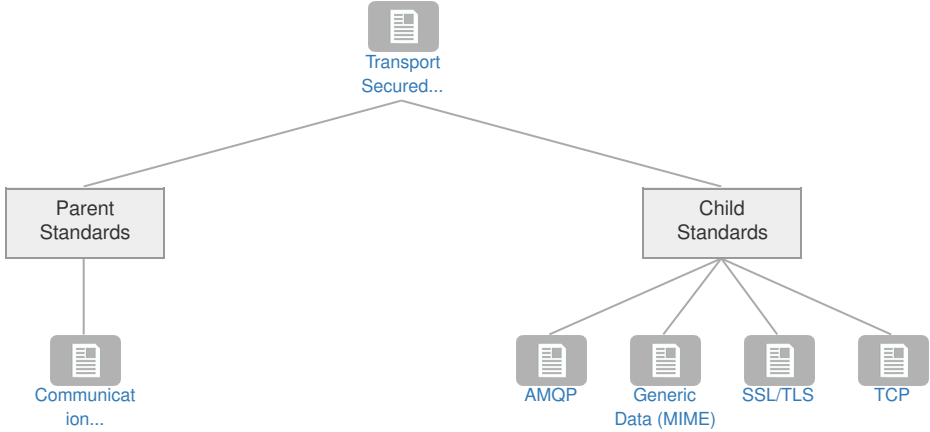 Transport
Secured...
Parent
Standards
Child
Standards
Communicat
ion...
AMQP
Generic
Data (MIME)
SSL/TLS
TCP